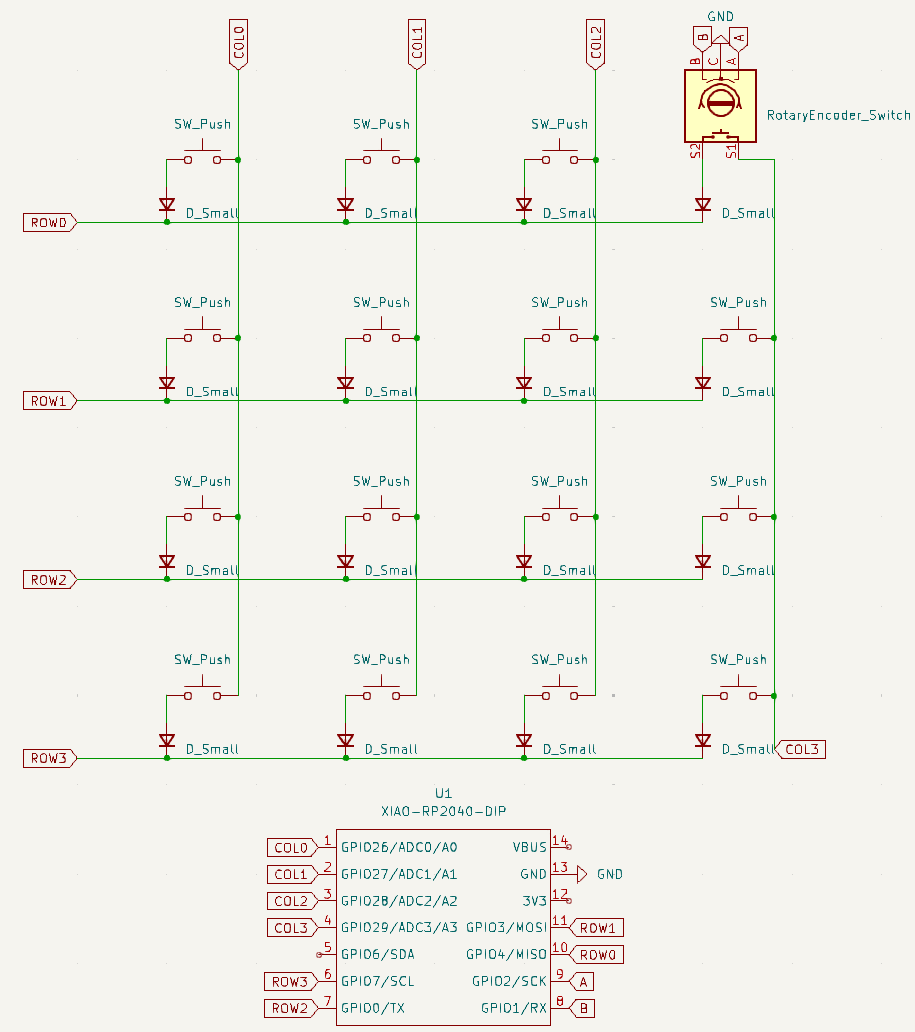 GND
COL0 COL1 COL2 B A
B C A
RotaryEncoder_Switch
SW_Push SW_Push SW_Push
S2 S1
D_Small D_Small D_Small D_Small
ROW0
SW_Push SW_Push SW_Push SW_Push
D_Small D_Small D_Small D_Small
ROW1
SW_Push SW_Push SW_Push SW_Push
D_Small D_Small D_Small D_Small
ROW2
SW_Push SW_Push SW_Push SW_Push
D_Small D_Small D_Small D_Small COL3
ROW3
U1
XIAO-RP2040-DIP
COL0 1 GPIO26/ADC0/A0 VBUS 14
COL1 2 GPIO27/ADC1/A1 GND 13 GND
COL2 3 GPIO28/ADC2/A2 3V3 12
COL3 4 GPIO29/ADC3/A3 GPIO3/MOSI 11 ROW1
5 GPIO6/SDA GPIO4/MISO 10 ROW0
ROW3 6 GPIO7/SCL GPIO2/SCK 9 A
ROW2 7 GPIO0/TX GPIO1/RX 8 B